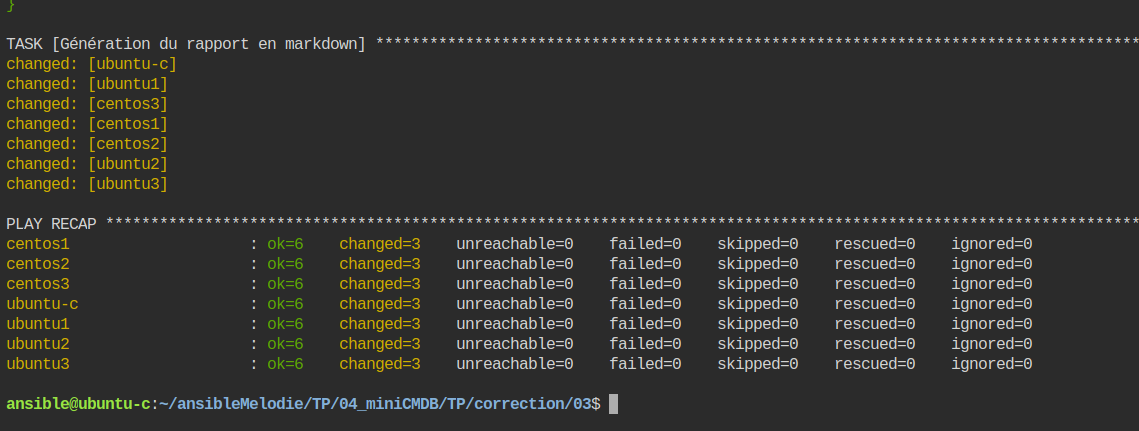 }
TASK [Génération du rapport en markdown] *************************************************************************************
changed: [ubuntu-c]
changed: [ubuntu1]
changed: [centos3]
changed: [centos1]
changed: [centos2]
changed: [ubuntu2]
changed: [ubuntu3]
PLAY RECAP *******************************************************************************************************************
centos1                    : ok=6    changed=3    unreachable=0    failed=0    skipped=0    rescued=0    ignored=0
centos2                    : ok=6    changed=3    unreachable=0    failed=0    skipped=0    rescued=0    ignored=0
centos3                    : ok=6    changed=3    unreachable=0    failed=0    skipped=0    rescued=0    ignored=0
ubuntu-c                   : ok=6    changed=3    unreachable=0    failed=0    skipped=0    rescued=0    ignored=0
ubuntu1                    : ok=6    changed=3    unreachable=0    failed=0    skipped=0    rescued=0    ignored=0
ubuntu2                    : ok=6    changed=3    unreachable=0    failed=0    skipped=0    rescued=0    ignored=0
ubuntu3                    : ok=6    changed=3    unreachable=0    failed=0    skipped=0    rescued=0    ignored=0
ansible@ubuntu-c:~/ansibleMelodie/TP/04_miniCMDB/TP/correction/03$